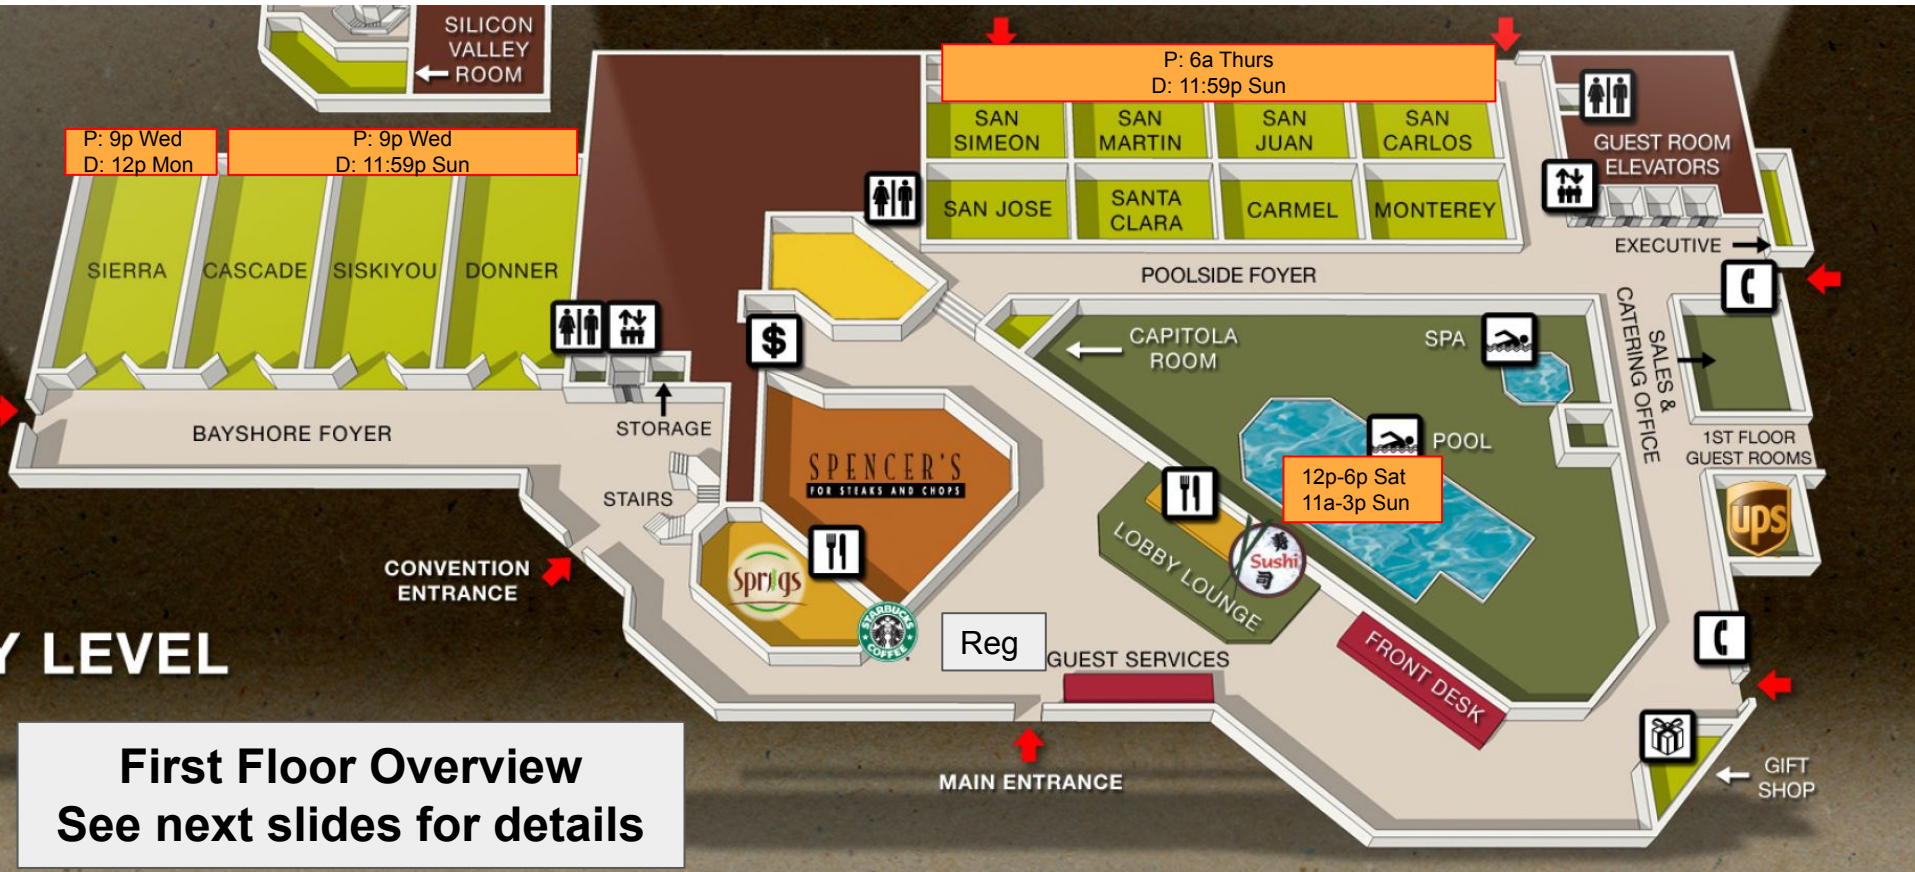 SILICON
VALLEY
ROOM
P: 6a Thurs
D: 11:59p Sun
P: 9p Wed
D: 12p Mon
P: 9p Wed
D: 11:59p Sun
SAN
SIMEON
SAN
MARTIN
SAN
JUAN
SAN
CARLOS
GUEST ROOM
ELEVATORS
SAN JOSE
SANTA
CLARA
CARMEL
MONTEREY
EXECUTIVE
SIERRA
CASCADE
SISKIYOU
DONNER
POOLSIDE FOYER
$
CAPITOLA
ROOM
SPA
SALES &
CATERING OFFICE
BAYSHORE FOYER
STORAGE
POOL
1ST FLOOR
GUEST ROOMS
SPENCER'S
FOR STEAKS AND CHOPS
12p-6p Sat
11a-3p Sun
STAIRS
ups
LOBBY LOUNGE
Sushi
司
CONVENTION
ENTRANCE
Sprigs
STARBUCKS
COFFEE
Reg
GUEST SERVICES
FRONT DESK
Y LEVEL
MAIN ENTRANCE
GIFT
SHOP
First Floor Overview
See next slides for details